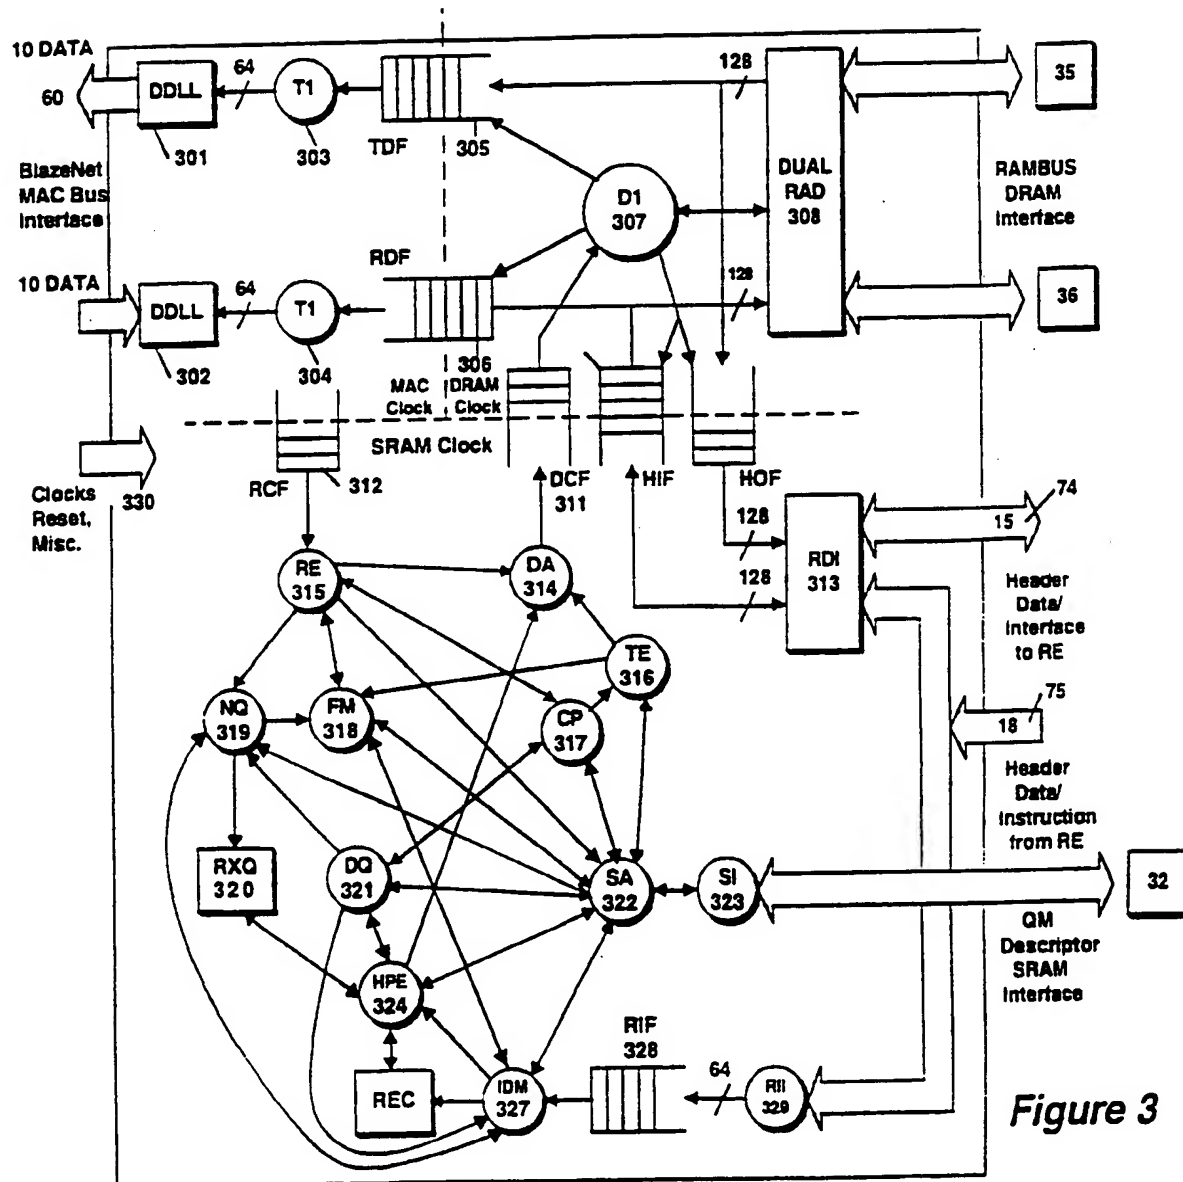 10 DATA
60
DDLL
301
64
T1
303
TDF
305
128
DUAL
RAD
308
35
BlazeNet
MAC Bus
Interface
D1
307
RAMBUS
DRAM
Interface
RDF
10 DATA
DDLL
302
64
T1
304
306
128
36
MAC
Clock
DRAM
Clock
SRAM Clock
Clocks
Reset,
Misc.
330
RCF
312
DCF
311
HIF
HOF
128
128
RDI
313
74
15
Header
Data/
Interface
to RE
RE
315
DA
314
TE
316
NQ
319
FM
318
CP
317
75
18
Header
Data/
Instruction
from RE
RXQ
320
DQ
321
SA
322
SI
323
32
QM
Descriptor
SRAM
Interface
HPE
324
RIF
328
64
REC
IDM
327
RII
329
Figure 3